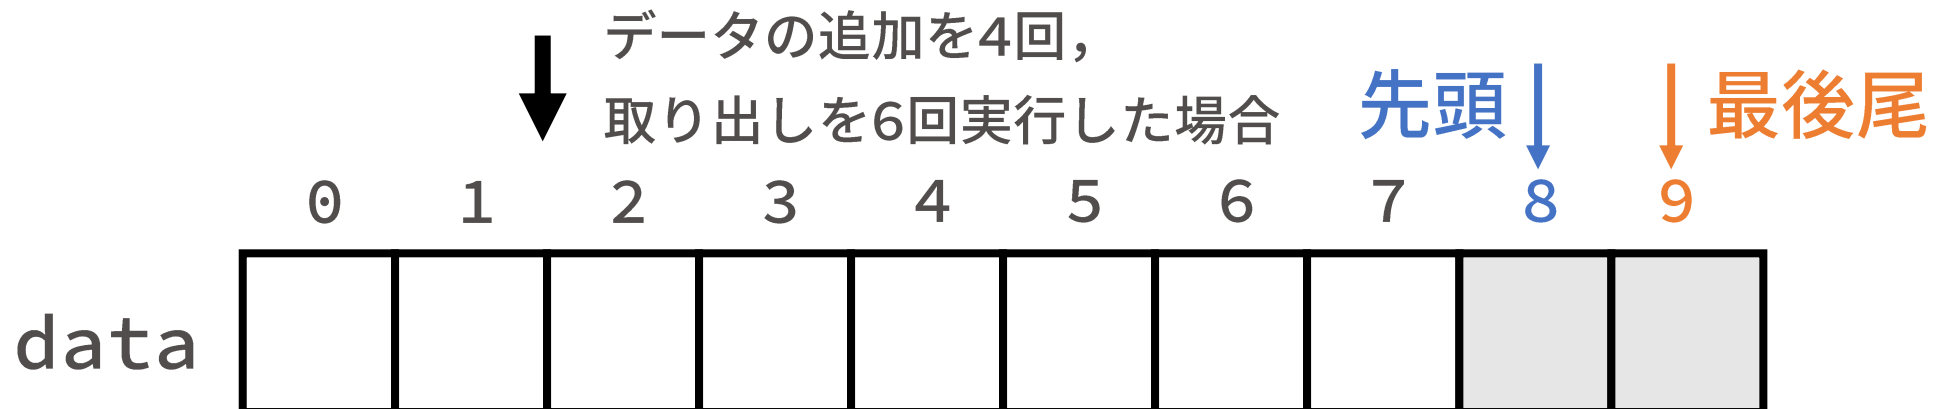 データの追加を4回，
取り出しを6回実行した場合
先頭
最後尾
0 1 2 3 4 5 6 7 8 9
data